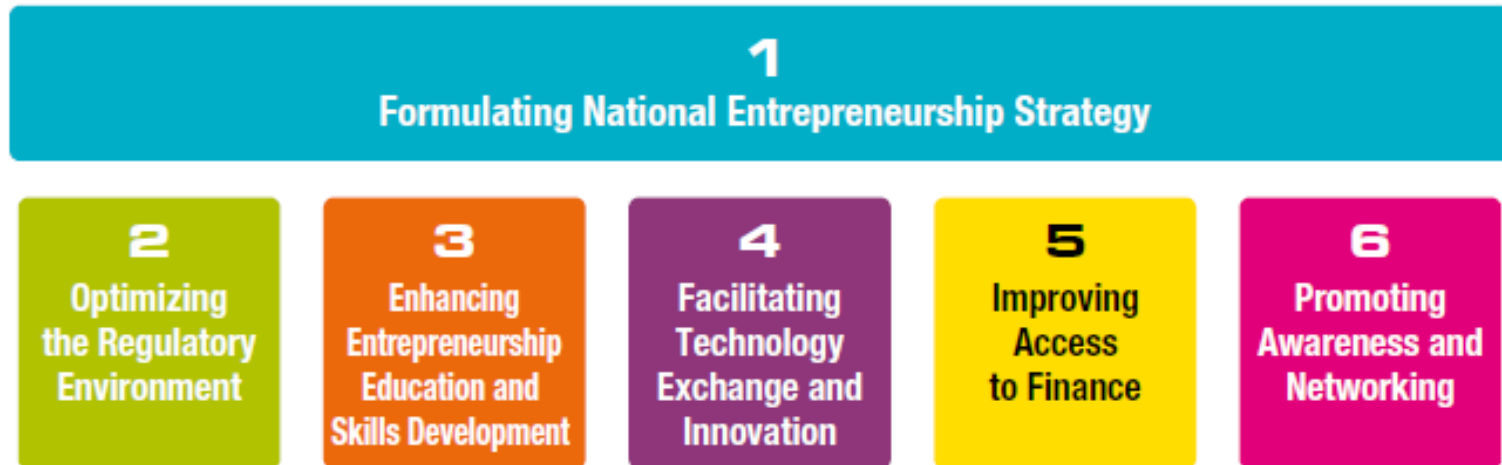 1
Formulating National Entrepreneurship Strategy
2
Optimizing
the Regulatory
Environment
3
Enhancing
Entrepreneurship
Education and
Skills Development
4
Facilitating
Technology
Exchange and
Innovation
5
Improving
Access
to Finance
6
Promoting
Awareness and
Networking